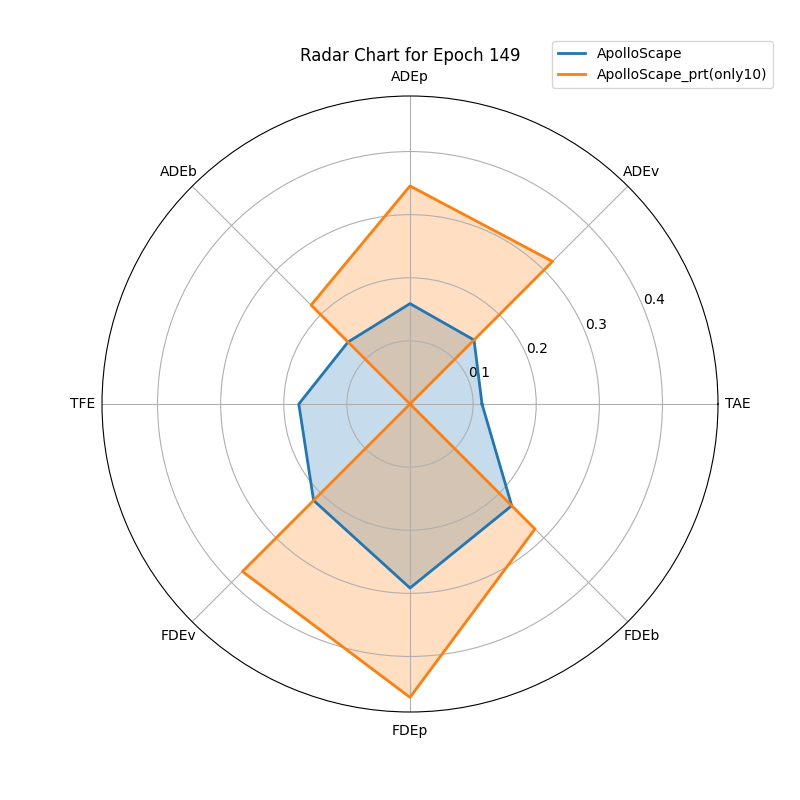 Radar Chart for Epoch 149
ApolloScape
ApolloScape_prt(only10)
ADEp
ADEb
ADEv
0.4
0.3
0.2
0.1
TFE
TAE
FDEv
FDEb
FDEp